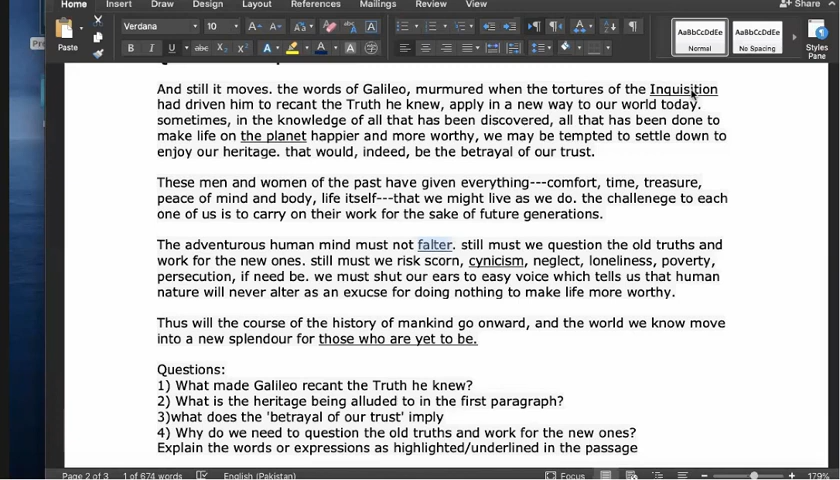 Home Insert Draw Design Layout References Mailings Review View Share
Paste Verdana 10 AaBbCcDdEe AaBbCcDdEe Styles Pane
B I U abc X₂ X² A A Normal No Spacing
And still it moves. the words of Galileo, murmured when the tortures of the Inquisition
had driven him to recant the Truth he knew, apply in a new way to our world today.
sometimes, in the knowledge of all that has been discovered, all that has been done to
make life on the planet happier and more worthy, we may be tempted to settle down to
enjoy our heritage. that would, indeed, be the betrayal of our trust.
These men and women of the past have given everything---comfort, time, treasure,
peace of mind and body, life itself---that we might live as we do. the challenege to each
one of us is to carry on their work for the sake of future generations.
The adventurous human mind must not falter. still must we question the old truths and
work for the new ones. still must we risk scorn, cynicism, neglect, loneliness, poverty,
persecution, if need be. we must shut our ears to easy voice which tells us that human
nature will never alter as an exucse for doing nothing to make life more worthy.
Thus will the course of the history of mankind go onward, and the world we know move
into a new splendour for those who are yet to be.
Questions:
1) What made Galileo recant the Truth he knew?
2) What is the heritage being alluded to in the first paragraph?
3)what does the 'betrayal of our trust' imply
4) Why do we need to question the old truths and work for the new ones?
Explain the words or expressions as highlighted/underlined in the passage
Page 2 of 3 1 of 674 words English (Pakistan) Focus 179%